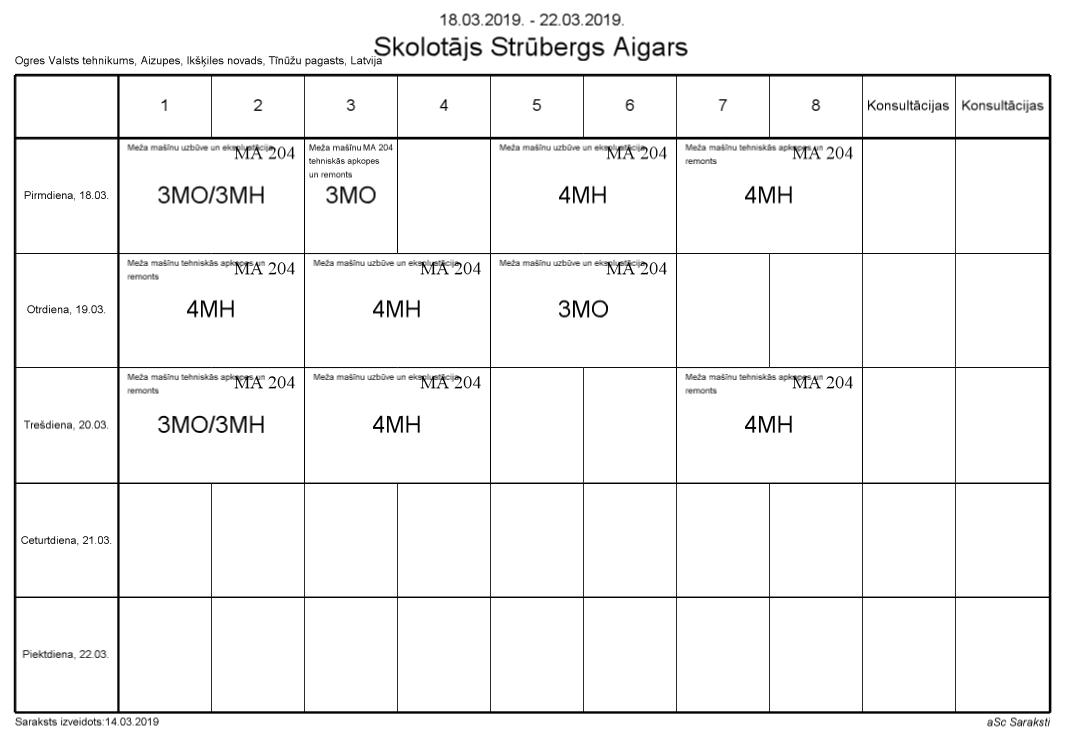 18.03.2019. - 22.03.2019.
Skolotājs Strūbergs Aigars
Ogres Valsts tehnikums, Aizupes, Ikšķiles novads, Tīnūžu pagasts, Latvija
1 2 3 4 5 6 7 8 Konsultācijas Konsultācijas
Pirmdiena, 18.03.
Meža mašīnu uzbūve un ekspluatācija
MA 204
3MO/3MH
Meža mašīnu MA 204
tehniskās apkopes
un remonts
3MO
Meža mašīnu uzbūve un ekspluatācija
MA 204
4MH
Meža mašīnu tehniskās apkopes un
remonts
MA 204
4MH
Otrdiena, 19.03.
Meža mašīnu tehniskās apkopes un
remonts
MA 204
4MH
Meža mašīnu uzbūve un ekspluatācija
MA 204
4MH
Meža mašīnu uzbūve un ekspluatācija
MA 204
3MO
Trešdiena, 20.03.
Meža mašīnu tehniskās apkopes un
remonts
MA 204
3MO/3MH
Meža mašīnu uzbūve un ekspluatācija
MA 204
4MH
Meža mašīnu tehniskās apkopes un
remonts
MA 204
4MH
Ceturtdiena, 21.03.
Piektdiena, 22.03.
Saraksts izveidots:14.03.2019
aSc Saraksti